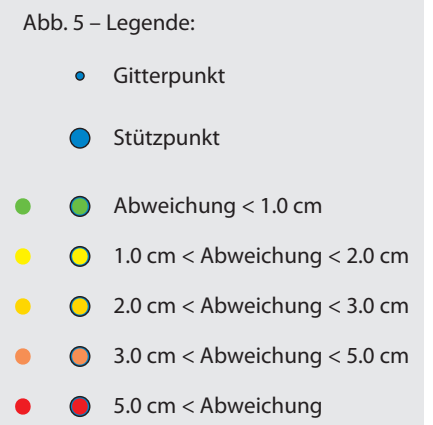 Abb. 5 – Legende:
Gitterpunkt
Stützpunkt
Abweichung < 1.0 cm
1.0 cm < Abweichung < 2.0 cm
2.0 cm < Abweichung < 3.0 cm
3.0 cm < Abweichung < 5.0 cm
5.0 cm < Abweichung